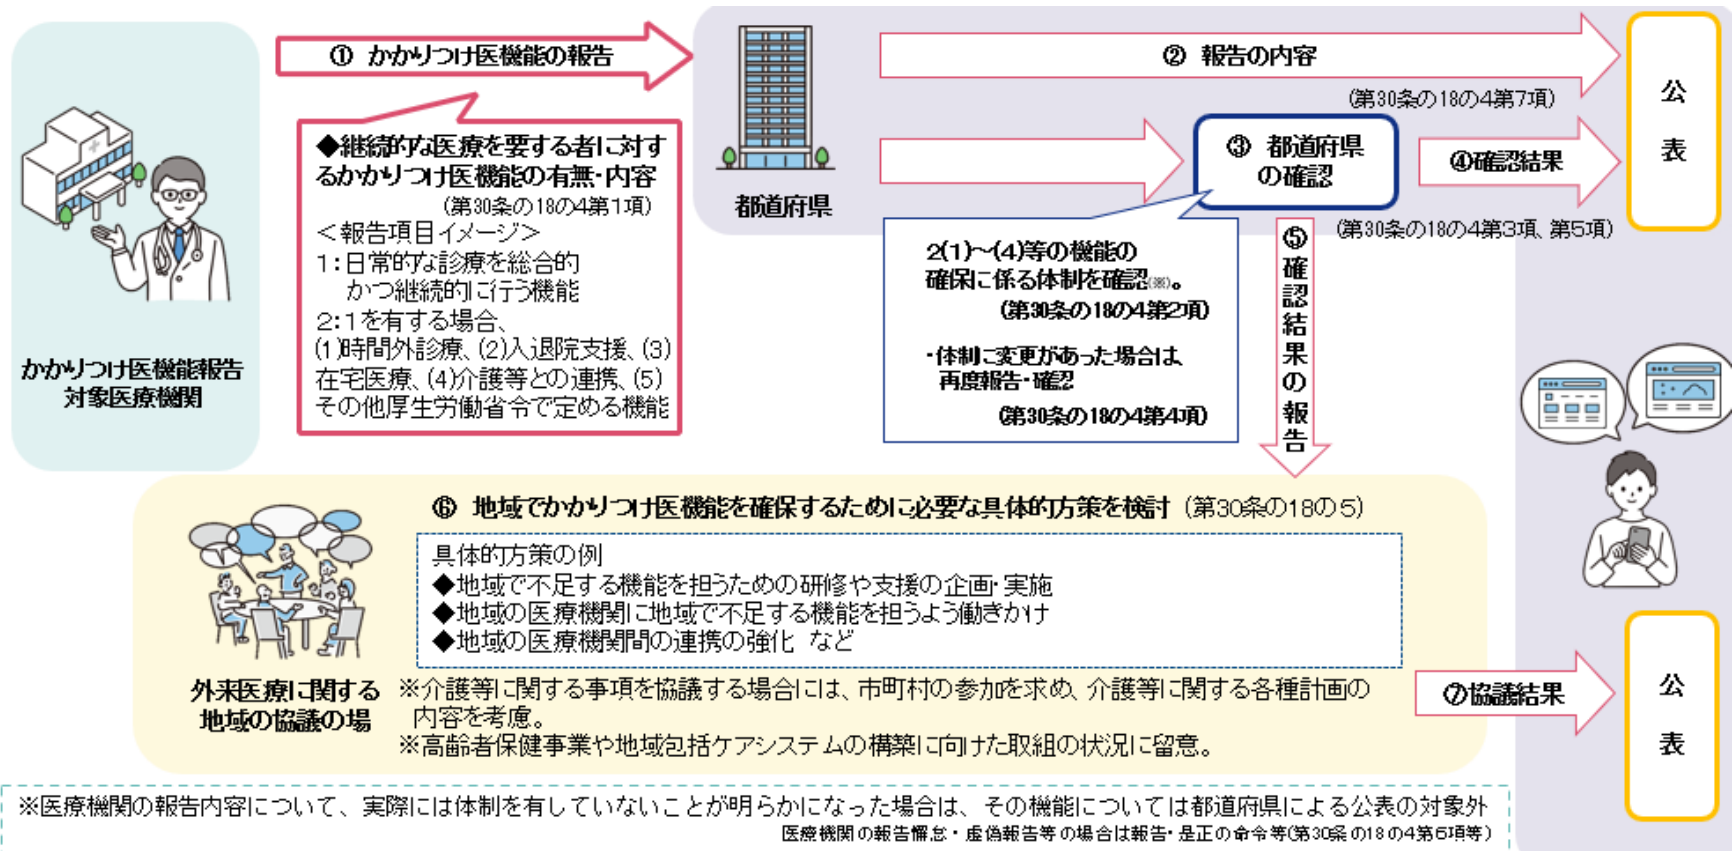 ① かかりつけ医機能の報告
② 報告の内容
(第30条の18の4第7項)
公
表
◆継続的な医療を要する者に対す
るかかりつけ医機能の有無・内容
(第30条の18の4第1項)
<報告項目イメージ>
1:日常的な診療を総合的
かつ継続的に行う機能
2:1を有する場合、
(1)時間外診療、(2)入退院支援、(3)
在宅医療、(4)介護等との連携、(5)
その他厚生労働省令で定める機能
かかりつけ医機能報告
対象医療機関
都道府県
③ 都道府県
の確認
④確認結果
(第30条の18の4第3項、第5項)
2(1)~(4)等の機能の
確保に係る体制を確認(※)。
(第30条の18の4第2項)
・体制に変更があった場合は
再度報告・確認
(第30条の18の4第4項)
⑤確認結果の報告
⑥ 地域でかかりつけ医機能を確保するために必要な具体的方策を検討 (第30条の18の5)
具体的方策の例
◆地域で不足する機能を担うための研修や支援の企画・実施
◆地域の医療機関に地域で不足する機能を担うよう働きかけ
◆地域の医療機関間の連携の強化 など
外来医療に関する
地域の協議の場
※介護等に関する事項を協議する場合には、市町村の参加を求め、介護等に関する各種計画の
内容を考慮。
※高齢者保健事業や地域包括ケアシステムの構築に向けた取組の状況に留意。
⑦協議結果
公
表
※医療機関の報告内容について、実際には体制を有していないことが明らかになった場合は、その機能については都道府県による公表の対象外
医療機関の報告懈怠・虚偽報告等の場合は報告・是正の命令等(第30条の18の4第6項等)